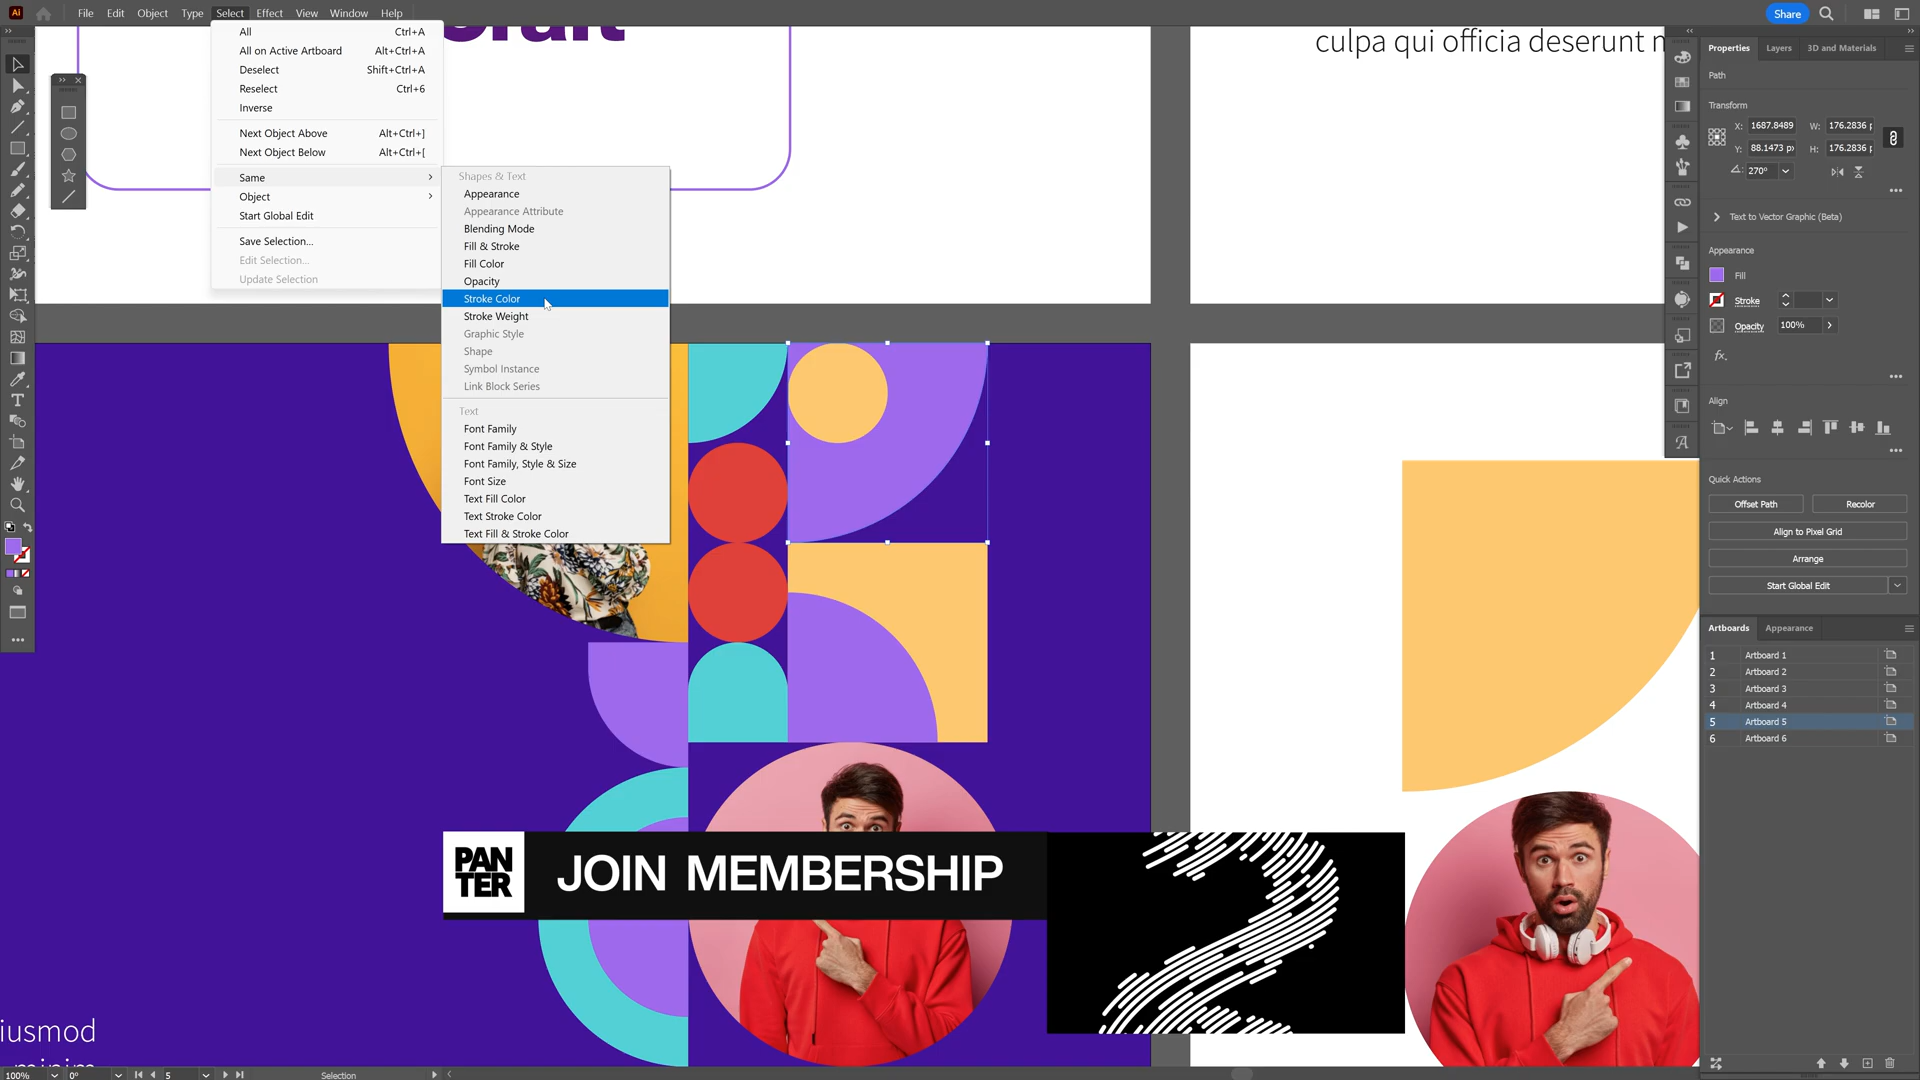 Ai
File Edit Object Type Select Effect View Window Help
Share
All Ctrl+A
All on Active Artboard Alt+Ctrl+A
Deselect Shift+Ctrl+A
Reselect Ctrl+6
Inverse
Next Object Above Alt+Ctrl+]
Next Object Below Alt+Ctrl+[
Same
Object
Start Global Edit
Save Selection...
Edit Selection...
Update Selection
Shapes & Text
Appearance
Appearance Attribute
Blending Mode
Fill & Stroke
Fill Color
Opacity
Stroke Color
Stroke Weight
Graphic Style
Shape
Symbol Instance
Link Block Series
Text
Font Family
Font Family & Style
Font Family, Style & Size
Font Size
Text Fill Color
Text Stroke Color
Text Fill & Stroke Color
culpa qui officia deserunt
Properties Layers 3D and Materials
Path
Transform
X: 1687.8489 W: 176.2836
Y: 88.1473 px H: 176.2836
270°
Text to Vector Graphic (Beta)
Appearance
Fill
Stroke
Opacity 100%
fx.
Align
Quick Actions
Offset Path Recolor
Align to Pixel Grid
Arrange
Start Global Edit
Artboards Appearance
1 Artboard 1
2 Artboard 2
3 Artboard 3
4 Artboard 4
5 Artboard 5
6 Artboard 6
PAN
TER
JOIN MEMBERSHIP
iusmod
100% 0° 5 Selection